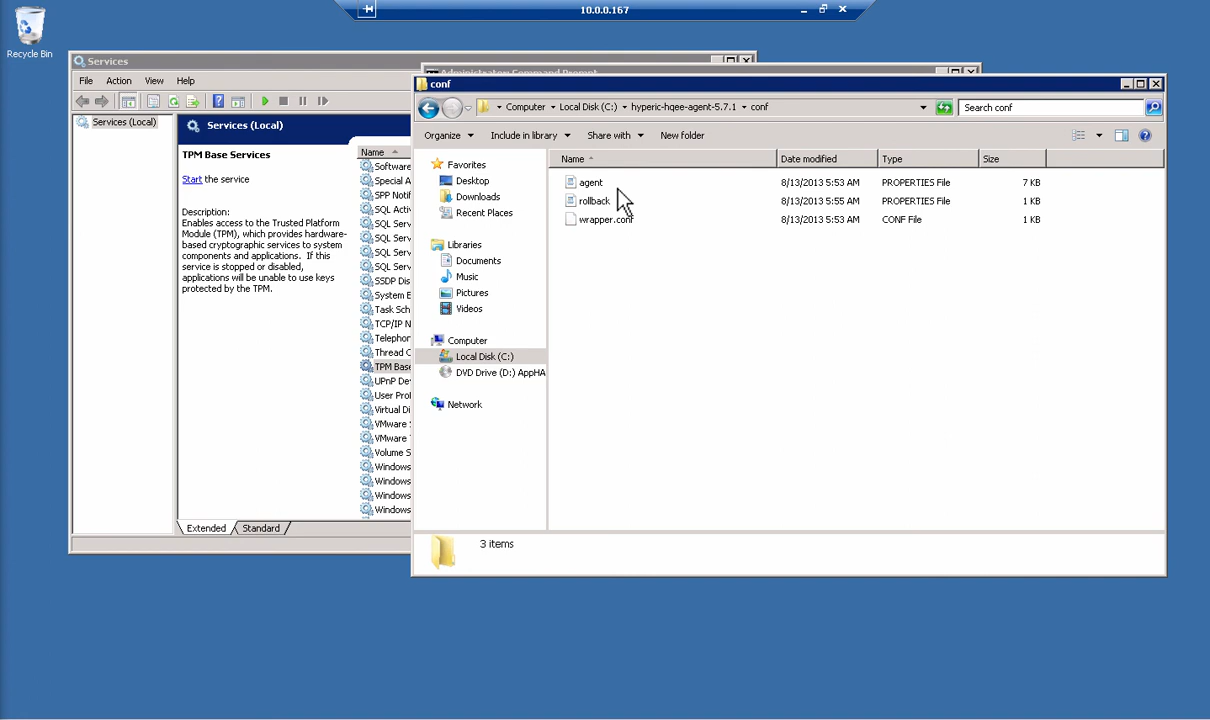 10.0.0.167
Recycle Bin
Services
File Action View Help
Services (Local)
Services (Local)
TPM Base Services
Start the service
Description:
Enables access to the Trusted Platform
Module (TPM), which provides hardware-
based cryptographic services to system
components and applications. If this
service is stopped or disabled,
applications will be unable to use keys
protected by the TPM.
Name
Software
Special A
SPP Notif
SQL Activ
SQL Serv
SQL Serv
SQL Serv
SSDP Dis
System E
Task Sch
TCP/IP N
Telephon
Thread C
TPM Base
UPnP Dev
User Prof
Virtual Di
VMware S
VMware T
Volume S
Windows
Windows
Windows
Windows
Extended Standard
Administrator: Command Prompt
conf
Computer Local Disk (C:) hyperic-hqee-agent-5.7.1 conf
Search conf
Organize Include in library Share with New folder
Favorites
Desktop
Downloads
Recent Places
Libraries
Documents
Music
Pictures
Videos
Computer
Local Disk (C:)
DVD Drive (D:) AppHA
Network
Name Date modified Type Size
agent 8/13/2013 5:53 AM PROPERTIES File 7 KB
rollback 8/13/2013 5:55 AM PROPERTIES File 1 KB
wrapper.conf 8/13/2013 5:53 AM CONF File 1 KB
3 items